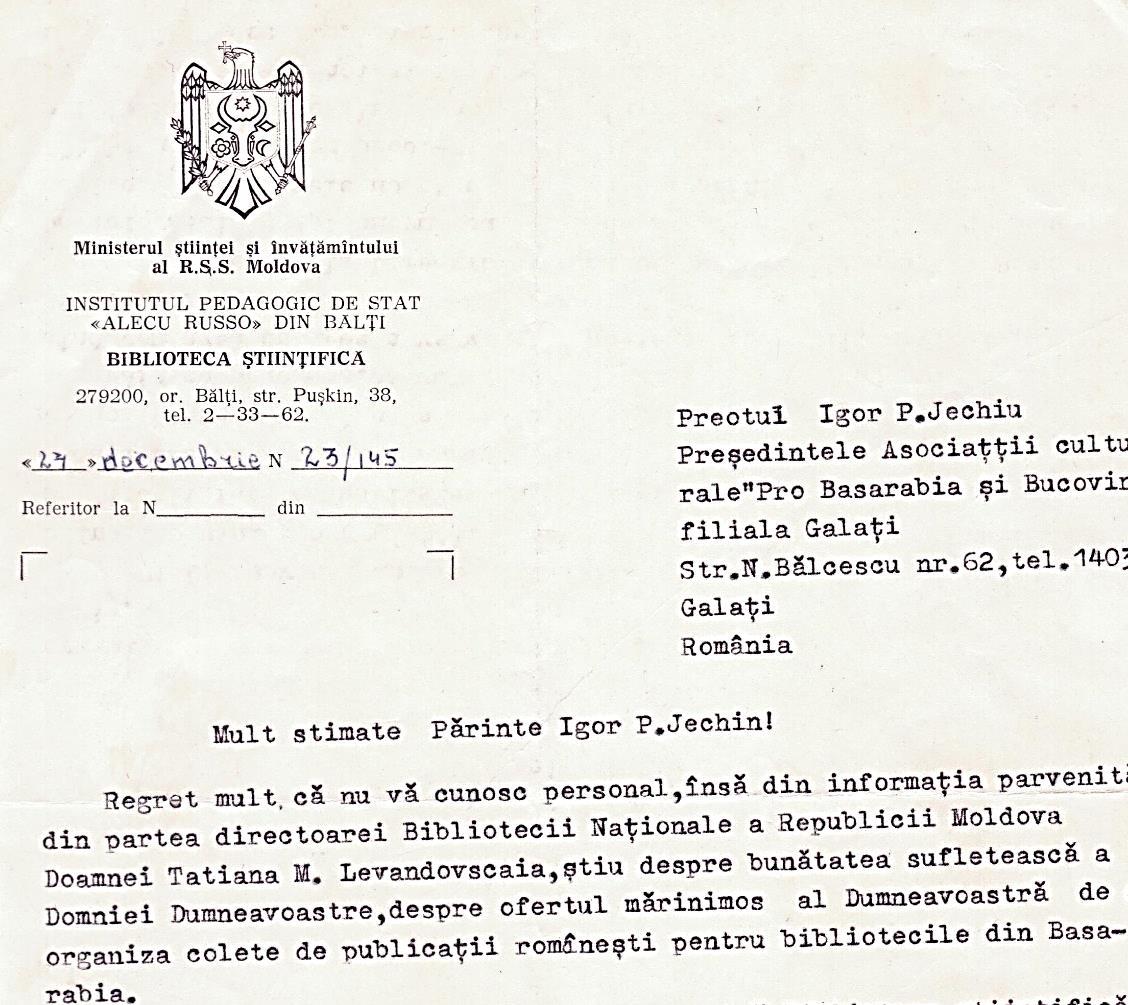 Ministerul științei și învățămîntului
al R.S.S. Moldova
INSTITUTUL PEDAGOGIC DE STAT
«ALECU RUSSO» DIN BĂLȚI
BIBLIOTECA ȘTIINȚIFICĂ
279200, or. Bălți, str. Pușkin, 38,
tel. 2—33—62.
«27» decembrie N 23/145
Referitor la N________ din ________
Preotul Igor P.Jechiu
Președintele Asociațții cultu
rale"Pro Basarabia și Bucovin
filiala Galați
Str.N.Bălcescu nr.62,tel.1403
Galați
România
Mult stimate Părinte Igor P.Jechin!
Regret mult, că nu vă cunosc personal,însă din informația parvenită
din partea directoarei Bibliotecii Naționale a Republicii Moldova
Doamnei Tatiana M. Levandovscaia,știu despre bunătatea sufletească a
Domniei Dumneavoastre,despre ofertul mărinimos al Dumneavoastră de
organiza colete de publicații românești pentru bibliotecile din Basa-
rabia.